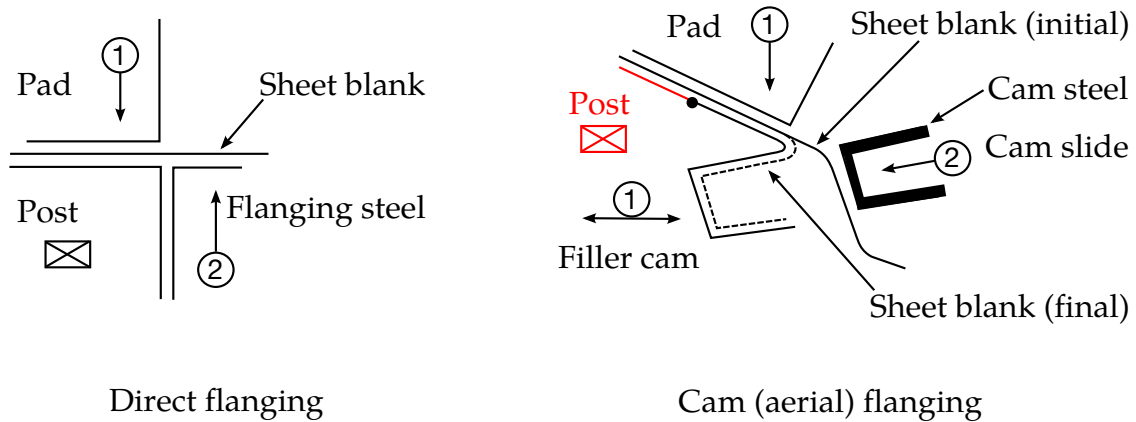 1
Pad
Sheet blank
Post
Flanging steel
2
Direct flanging
Pad
1
Sheet blank (initial)
Post
Cam steel
2
Cam slide
1
Filler cam
Sheet blank (final)
Cam (aerial) flanging